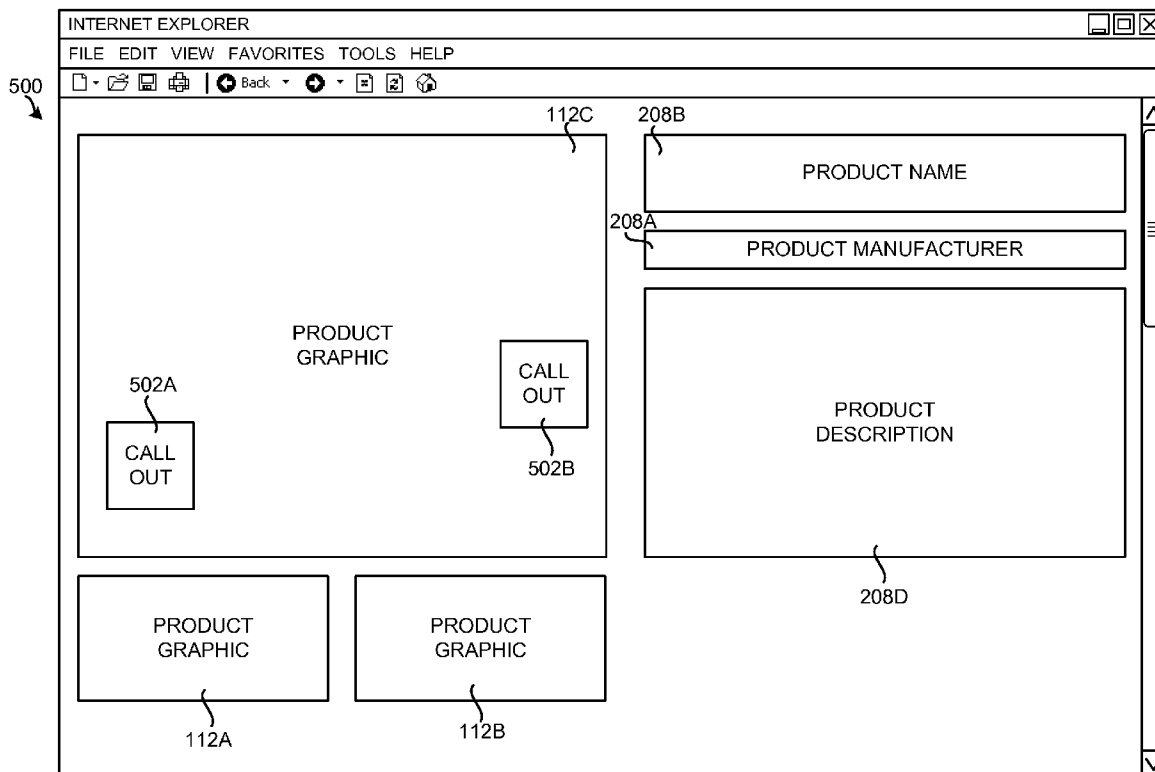 INTERNET EXPLORER
FILE EDIT VIEW FAVORITES TOOLS HELP
Back
500
112C
208B
PRODUCT NAME
208A
PRODUCT MANUFACTURER
PRODUCT
GRAPHIC
CALL
OUT
502B
502A
CALL
OUT
PRODUCT
DESCRIPTION
208D
PRODUCT
GRAPHIC
112A
PRODUCT
GRAPHIC
112B